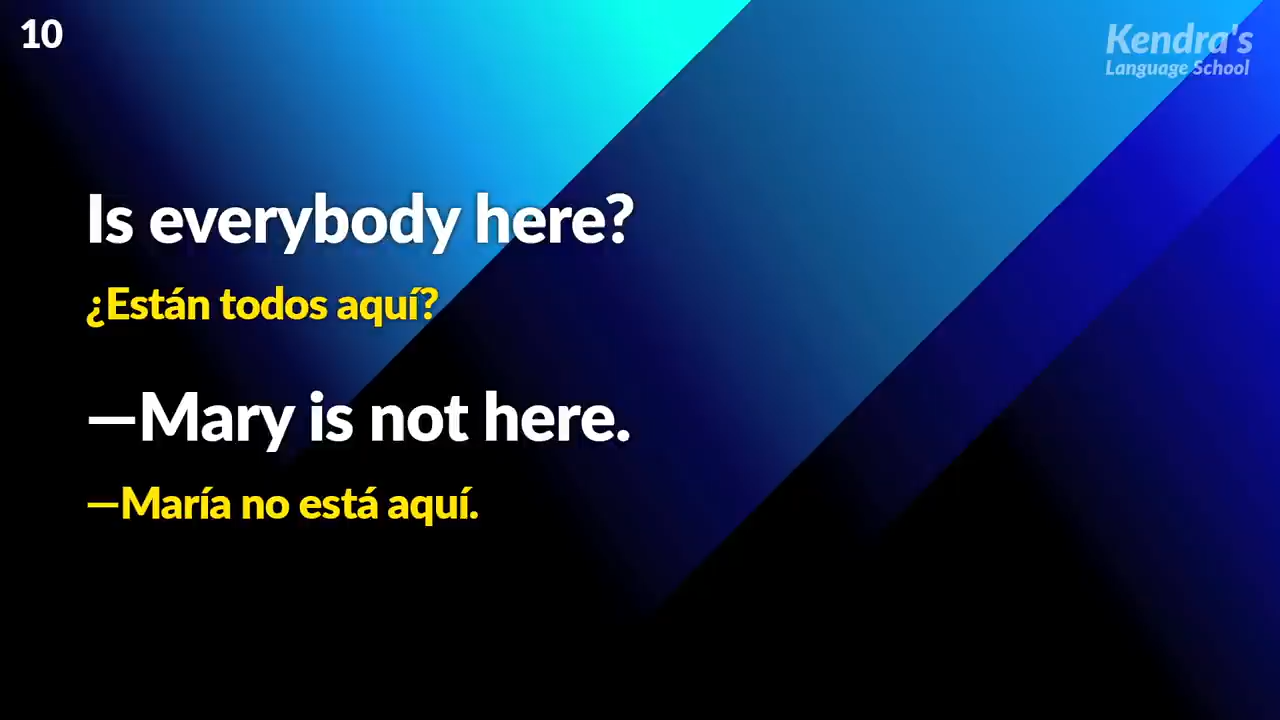 10
Kendra's
Language School
Is everybody here?
¿Están todos aquí?
—Mary is not here.
—María no está aquí.